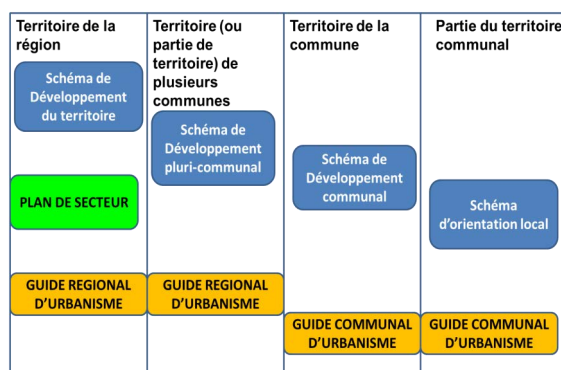 Territoire de la
région
Schéma de
Développement
du territoire
PLAN DE SECTEUR
GUIDE REGIONAL
D'URBANISME
Territoire (ou
partie de
territoire) de
plusieurs
communes
Schéma de
Développement
pluri-communal
GUIDE REGIONAL
D'URBANISME
Territoire de la
commune
Schéma de
Développement
communal
GUIDE COMMUNAL
D'URBANISME
Partie du territoire
communal
Schéma
d'orientation local
GUIDE COMMUNAL
D'URBANISME